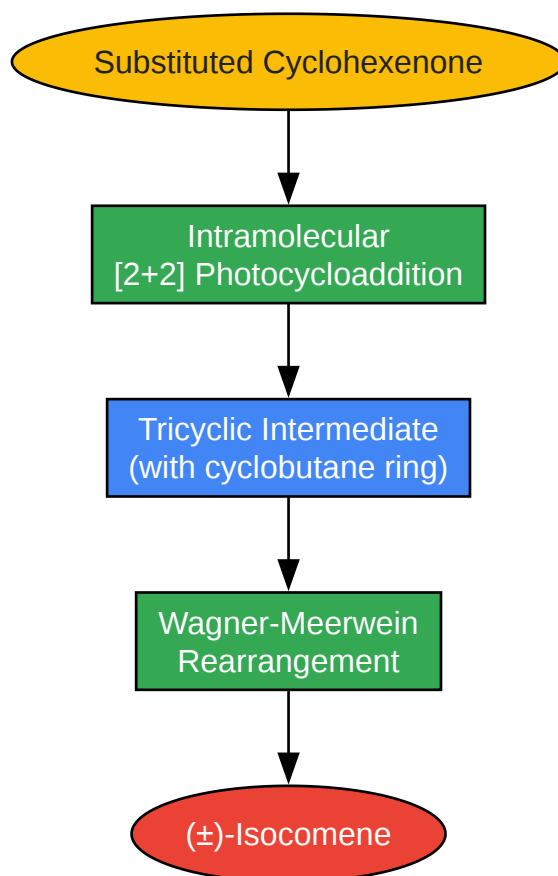 Substituted Cyclohexenone
Intramolecular
[2+2] Photocycloaddition
Tricyclic Intermediate
(with cyclobutane ring)
Wagner-Meerwein
Rearrangement
(±)-Isocomene